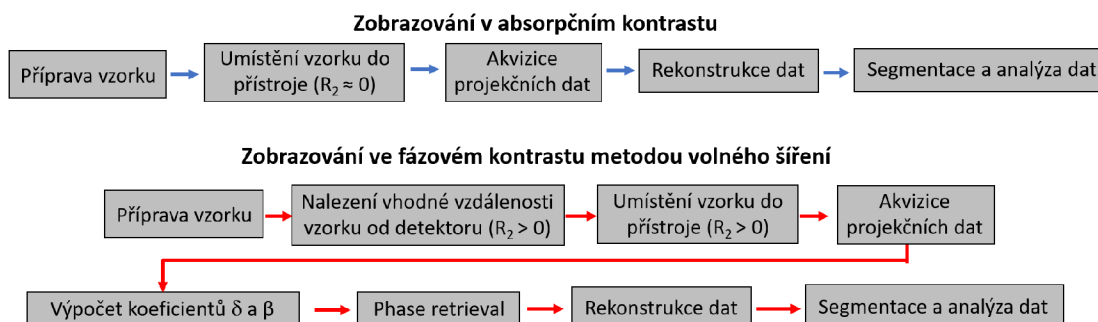 Zobrazování v absorpčním kontrastu
Příprava vzorku
Umístění vzorku do
přístroje (R₂ ≈ 0)
Akvizice
projekčních dat
Rekonstrukce dat
Segmentace a analýza dat
Zobrazování ve fázovém kontrastu metodou volného šíření
Příprava vzorku
Nalezení vhodné vzdálenosti
vzorku od detektoru (R₂ > 0)
Umístění vzorku do
přístroje (R₂ > 0)
Akvizice
projekčních dat
Výpočet koeficientů δ a β
Phase retrieval
Rekonstrukce dat
Segmentace a analýza dat